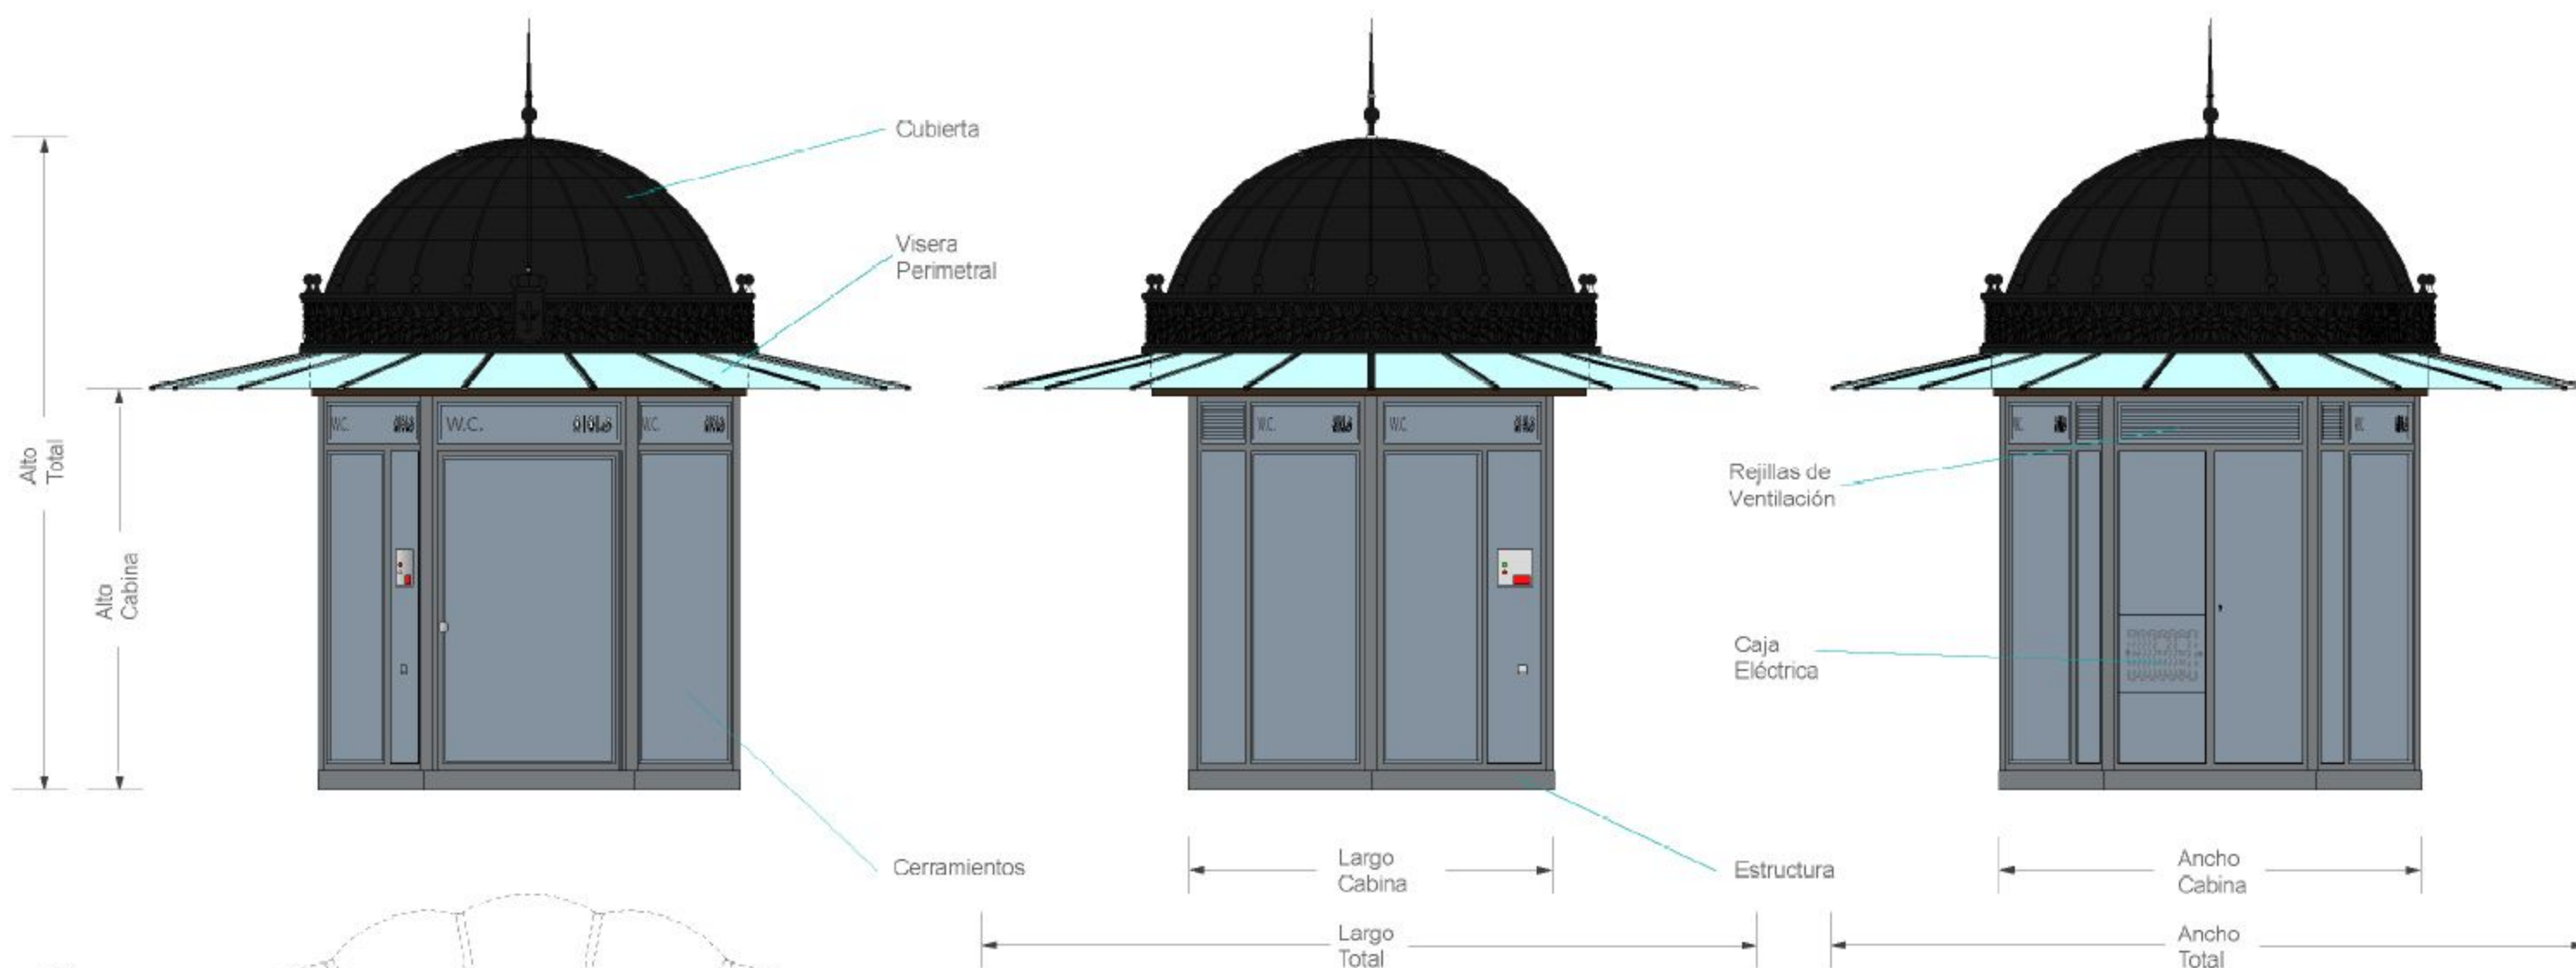 Cubierta
Visera
Perimetral
Alto
Total
Alto
Cabina
W.C.
W.C.
W.C.
W.C.
W.C.
W.C.
W.C.
Rejillas de
Ventilación
Caja
Eléctrica
Cerramientos
Largo
Cabina
Estructura
Ancho
Cabina
Largo
Total
Ancho
Total